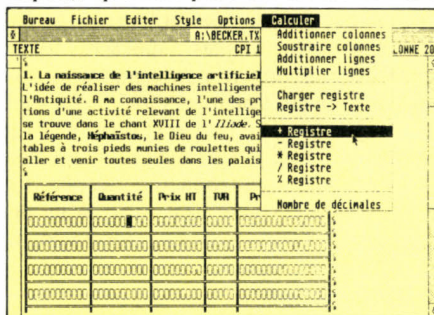 Bureau Fichier Editer Style Options Calculer
A:\BECKER.TX
TEXTE CPI 1 LONNE 20
Additionner colonnes
Soustraire colonnes
Additionner lignes
Multiplier lignes
Charger registre
Registre -> Texte
+ Registre
- Registre
* Registre
/ Registre
% Registre
Nombre de décimales
1. La naissance de l'intelligence artificiel
L'idée de réaliser des machines intelligente
l'Antiquité. A ma connaissance, l'une des pr
tions d'une activité relevant de l'intellige
se trouve dans le chant XVIII de l'Iliade. S
la légende, Héphaïstos, le Dieu du feu, avai
tables à trois pieds munies de roulettes qui
aller et venir toutes seules dans les palais
Référence Quantité Prix HT TVA Pr